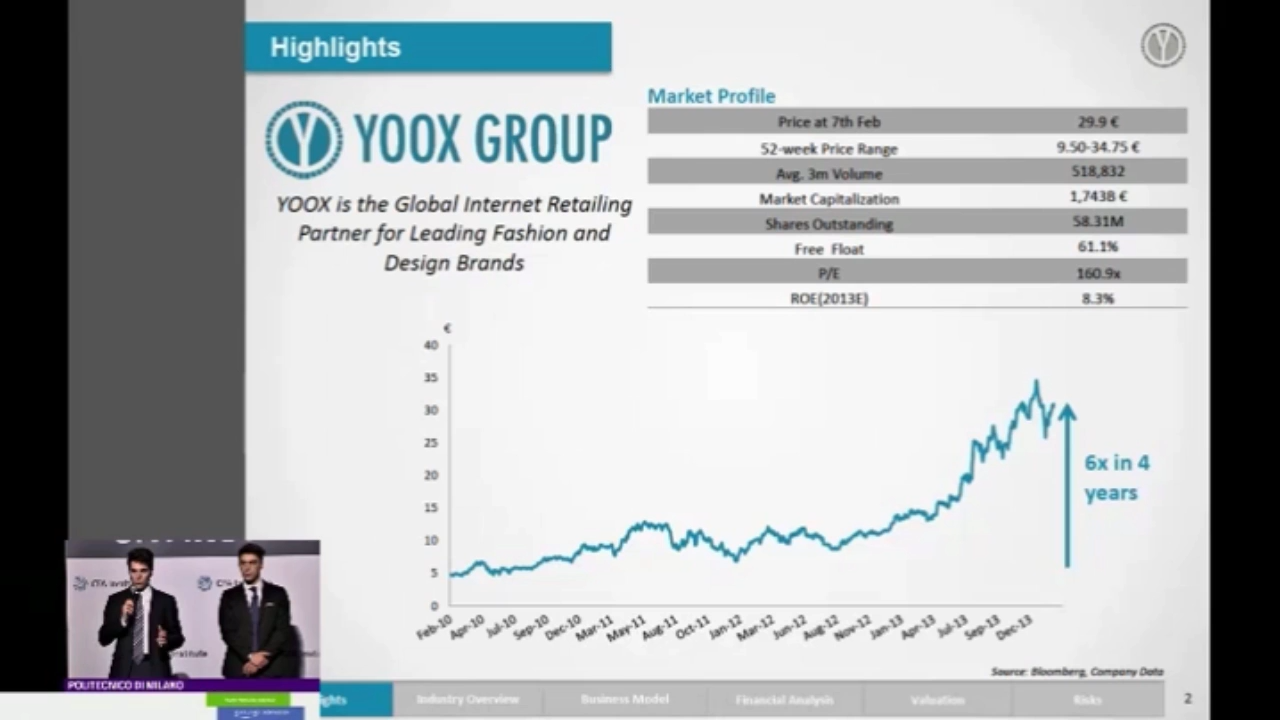 Highlights
YOOX GROUP
YOOX is the Global Internet Retailing
Partner for Leading Fashion and
Design Brands
Market Profile
Price at 7th Feb 29.9 €
52-week Price Range 9.50-34.75 €
Avg. 3m Volume 518,832
Market Capitalization 1,743B €
Shares Outstanding 58.31M
Free Float 61.1%
P/E 160.9x
ROE(2013E) 8.3%
€
40
35
30
25
20
15
10
5
0
Feb-10 Apr-10 Jul-10 Sep-10 Dec-10 Mar-11 May-11 Aug-11 Oct-11 Jan-12 Mar-12 Jun-12 Aug-12 Nov-12 Jan-13 Apr-13 Jul-13 Sep-13 Dec-13
6x in 4
years
Source: Bloomberg, Company Data
POLITECNICO DI MILANO
ights Industry Overview Business Model Financial Analysis Valuation Risks 2